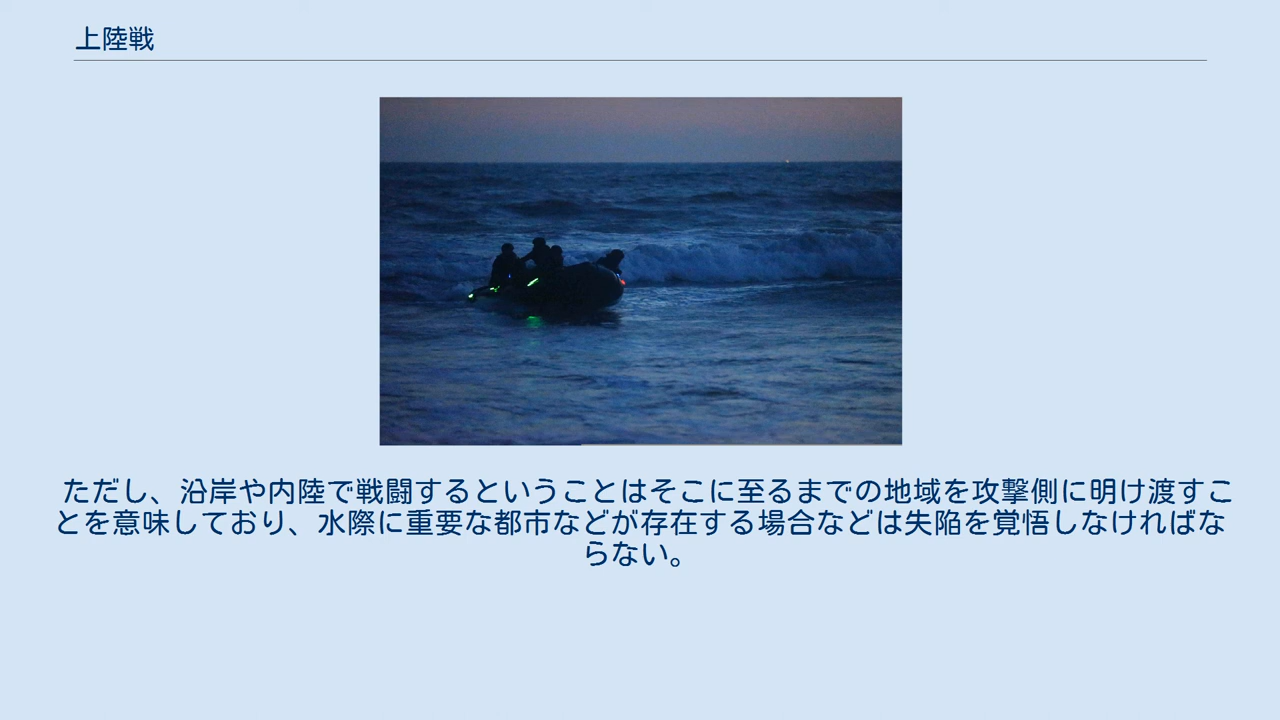 上陸戦
ただし、沿岸や内陸で戦闘するということはそこに至るまでの地域を攻撃側に明け渡すこ
とを意味しており、水際に重要な都市などが存在する場合などは失陥を覚悟しなければな
らない。